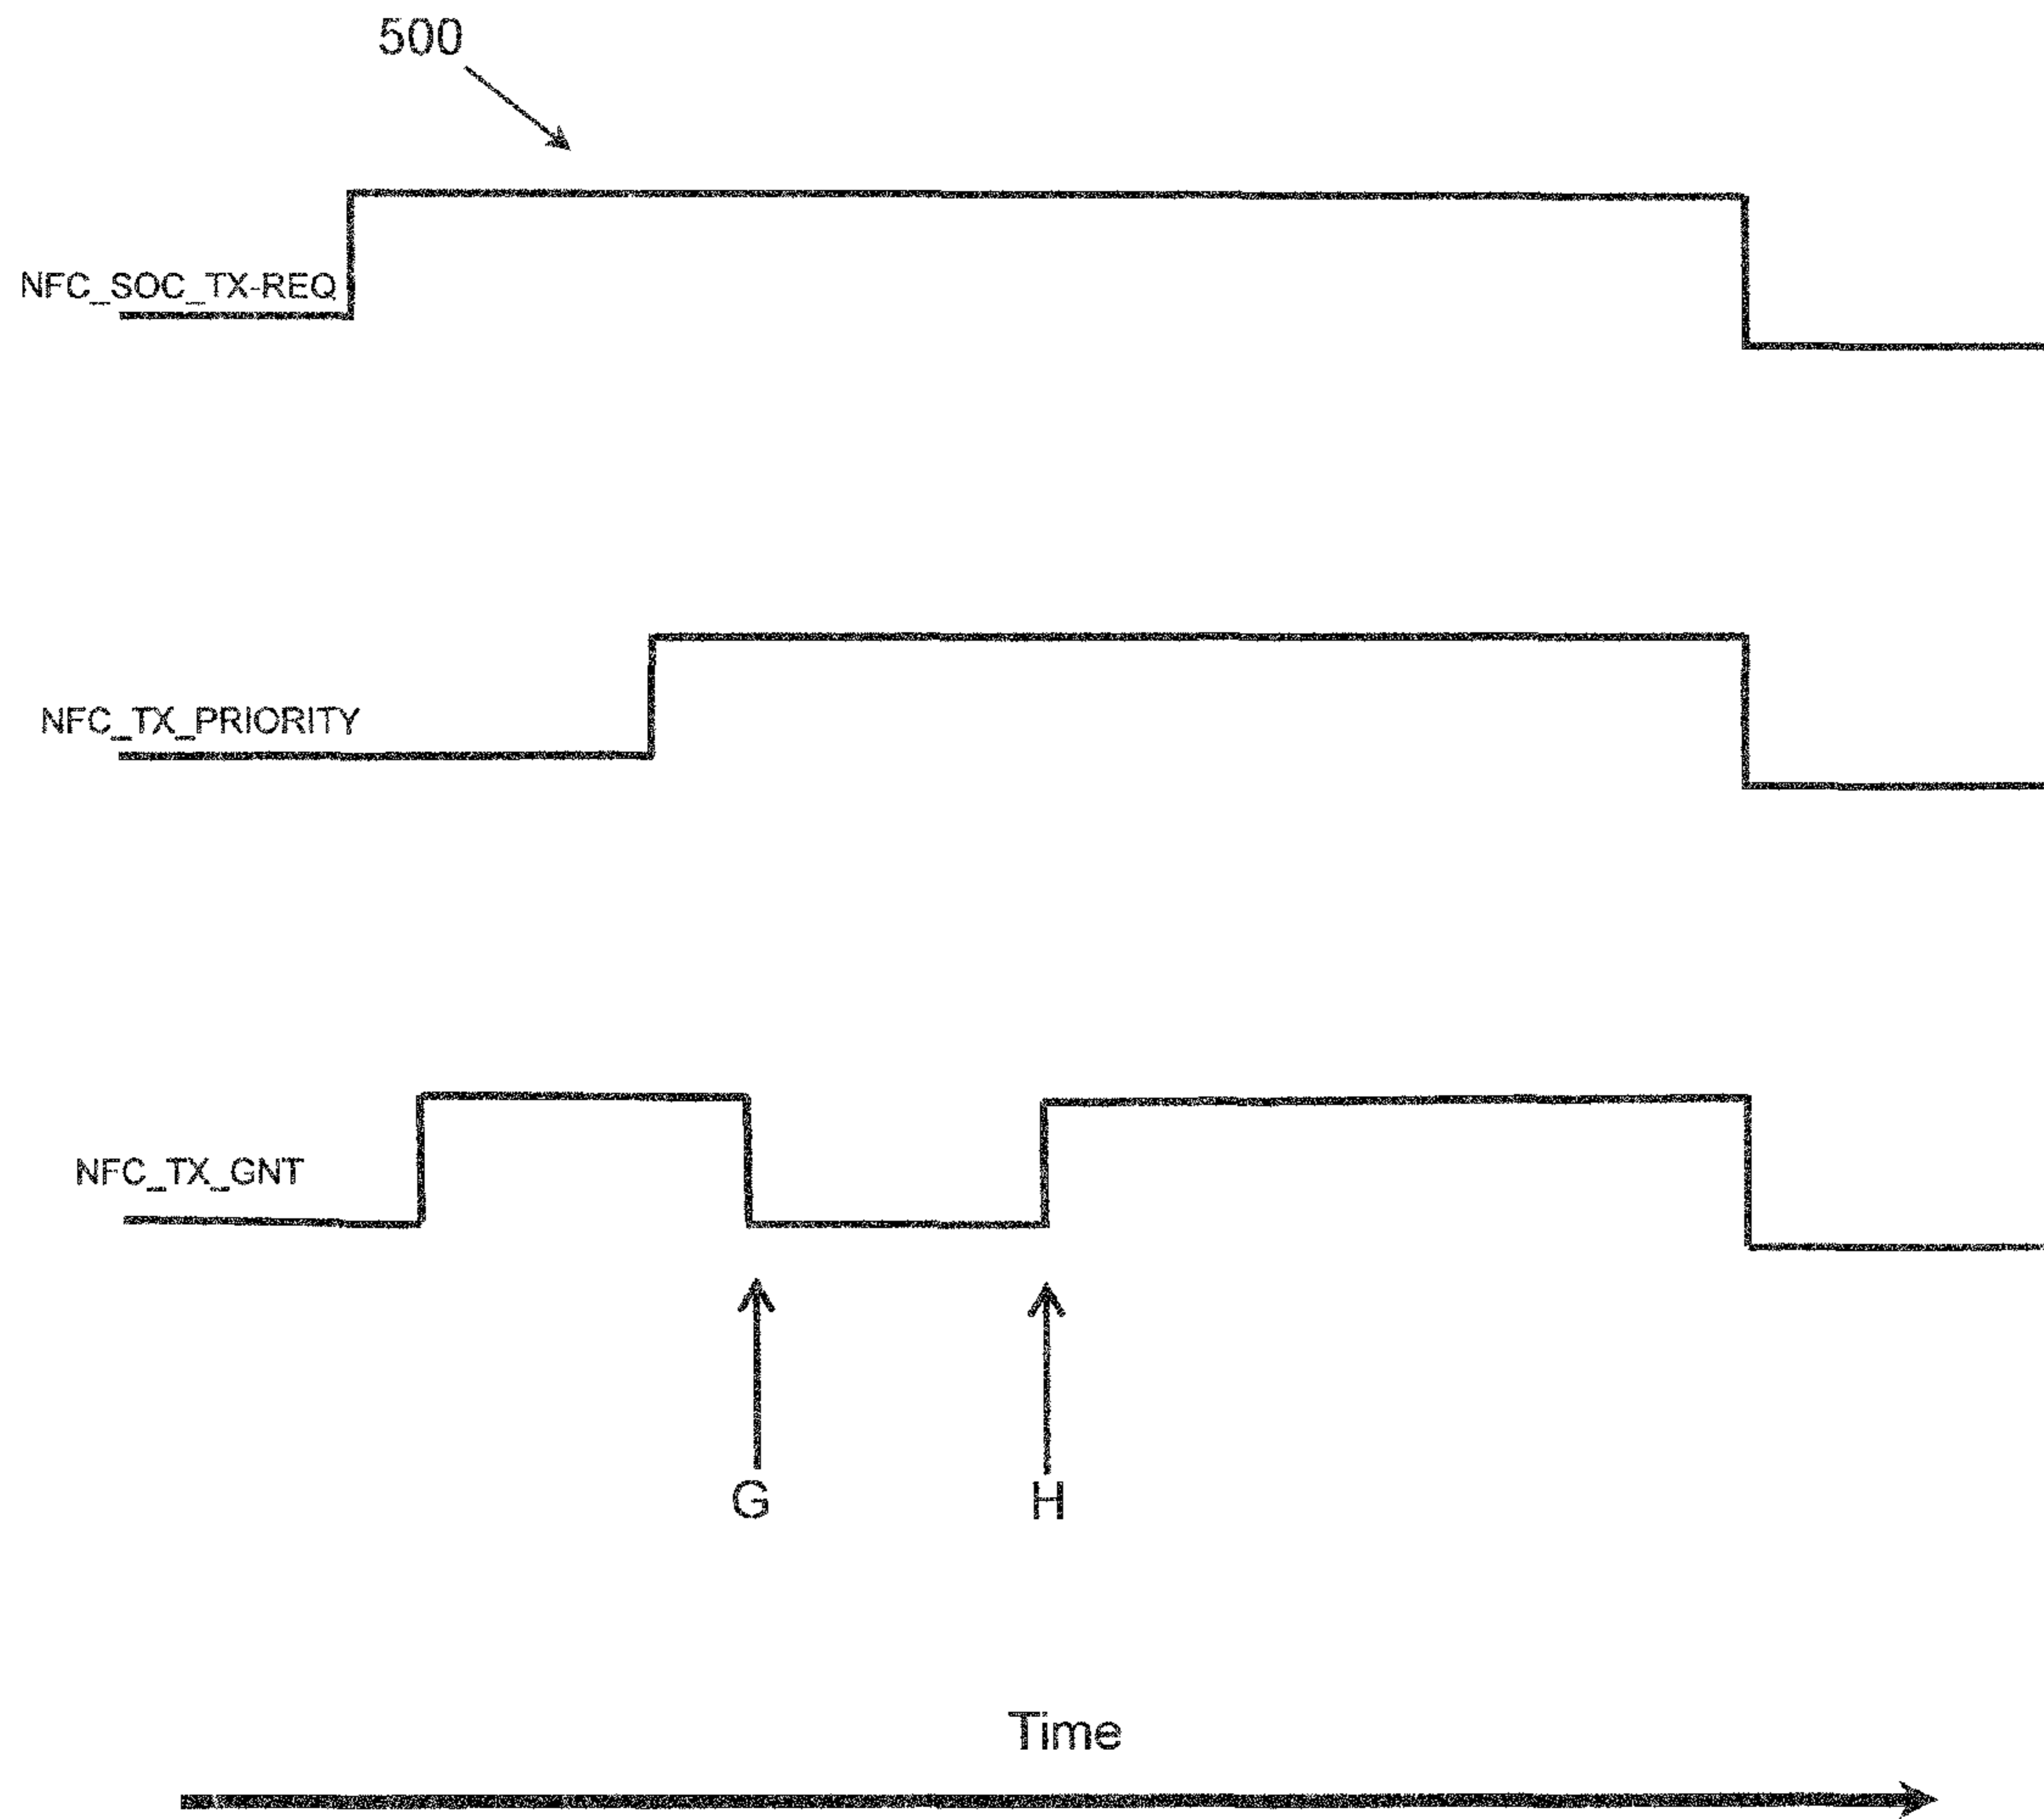 500
NFC_SOC_TX-REQ
NFC_TX_PRIORITY
NFC_TX_GNT
G H
Time